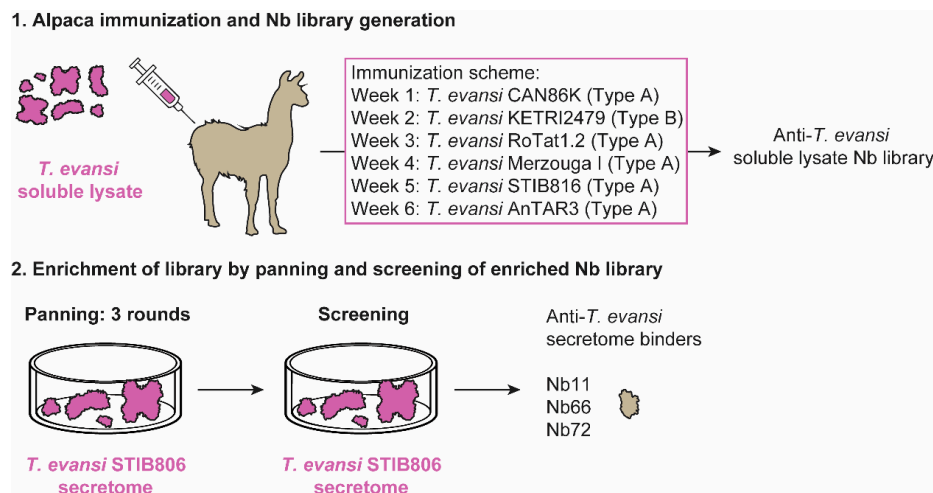 1. Alpaca immunization and Nb library generation
T. evansi
soluble lysate
Immunization scheme:
Week 1: T. evansi CAN86K (Type A)
Week 2: T. evansi KETRI2479 (Type B)
Week 3: T. evansi RoTat1.2 (Type A)
Week 4: T. evansi Merzouga I (Type A)
Week 5: T. evansi STIB816 (Type A)
Week 6: T. evansi AnTAR3 (Type A)
Anti-T. evansi
soluble lysate Nb library
2. Enrichment of library by panning and screening of enriched Nb library
Panning: 3 rounds
T. evansi STIB806
secretome
Screening
T. evansi STIB806
secretome
Anti-T. evansi
secretome binders
Nb11
Nb66
Nb72